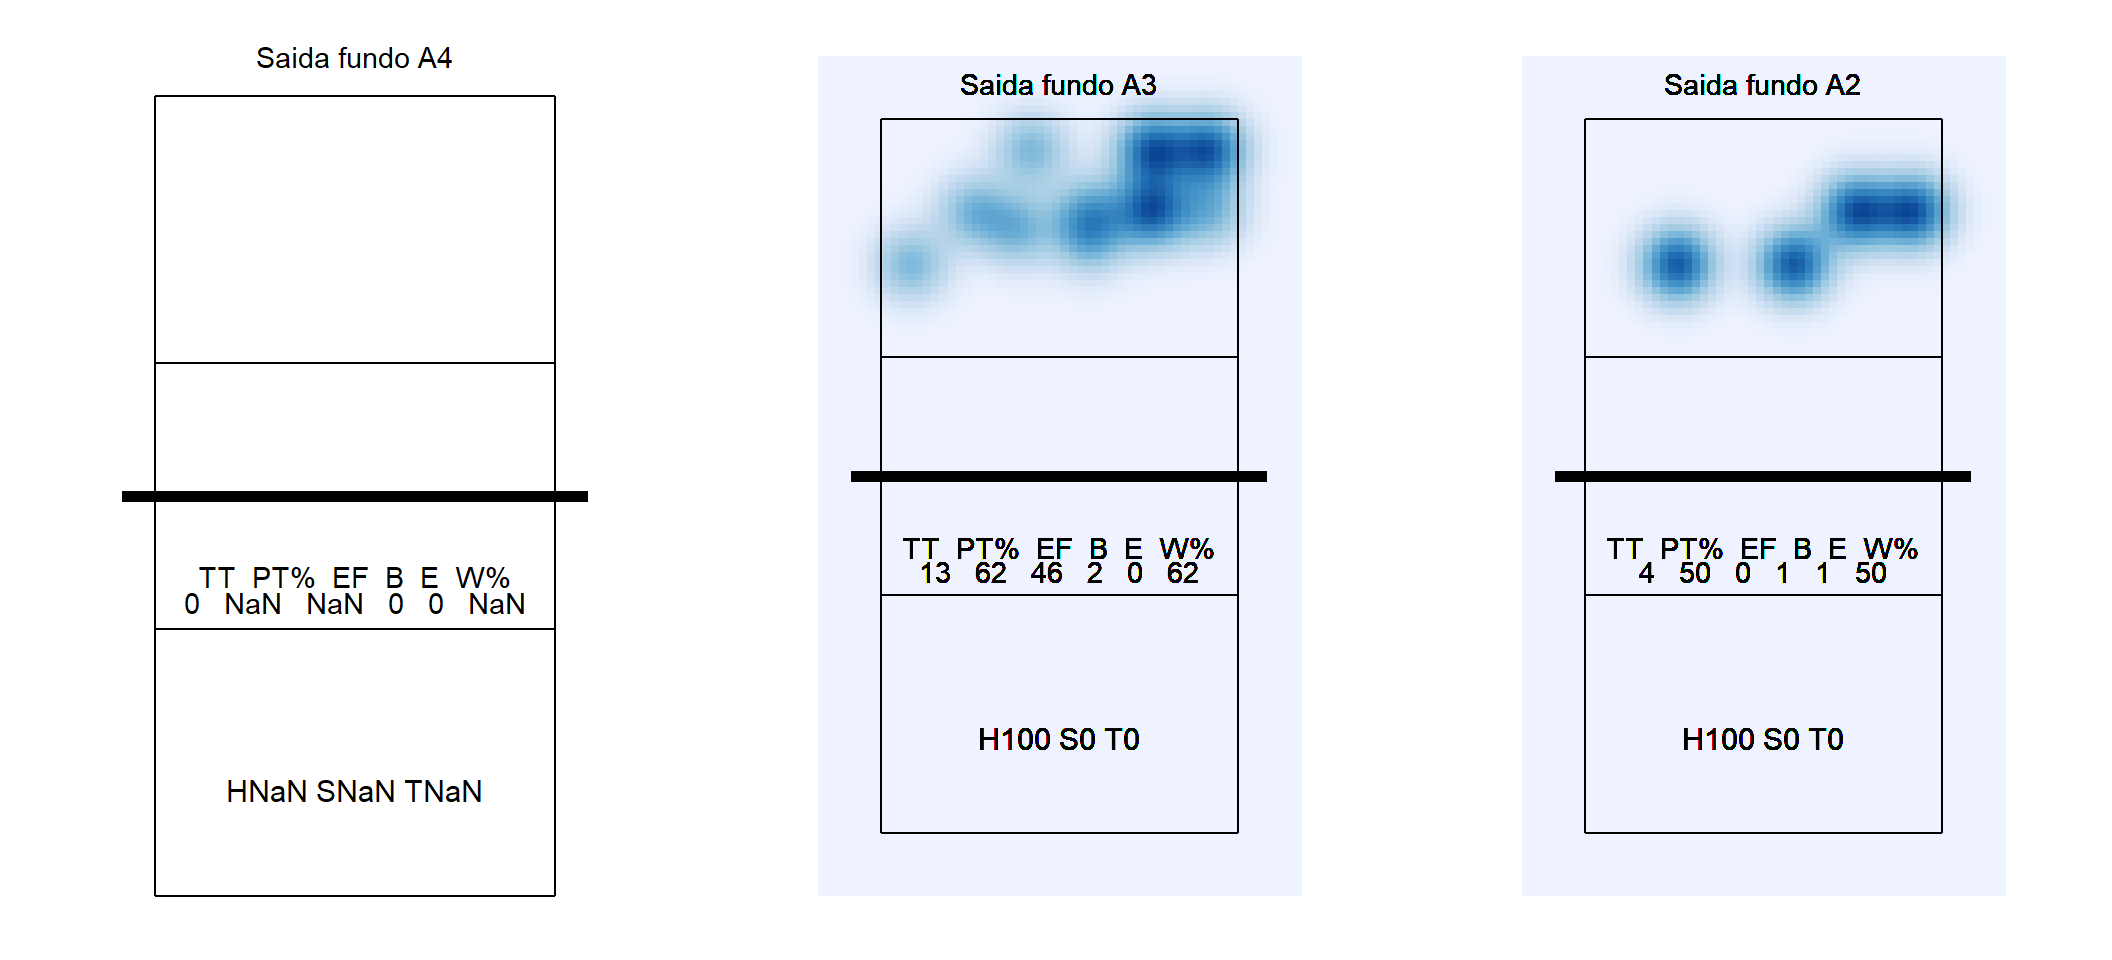 Saida fundo A4
TT PT% EF B E W%
0 NaN NaN 0 0 NaN
HNaN SNaN TNaN
Saida fundo A3
TT PT% EF B E W%
13 62 46 2 0 62
H100 S0 T0
Saida fundo A2
TT PT% EF B E W%
4 50 0 1 1 50
H100 S0 T0